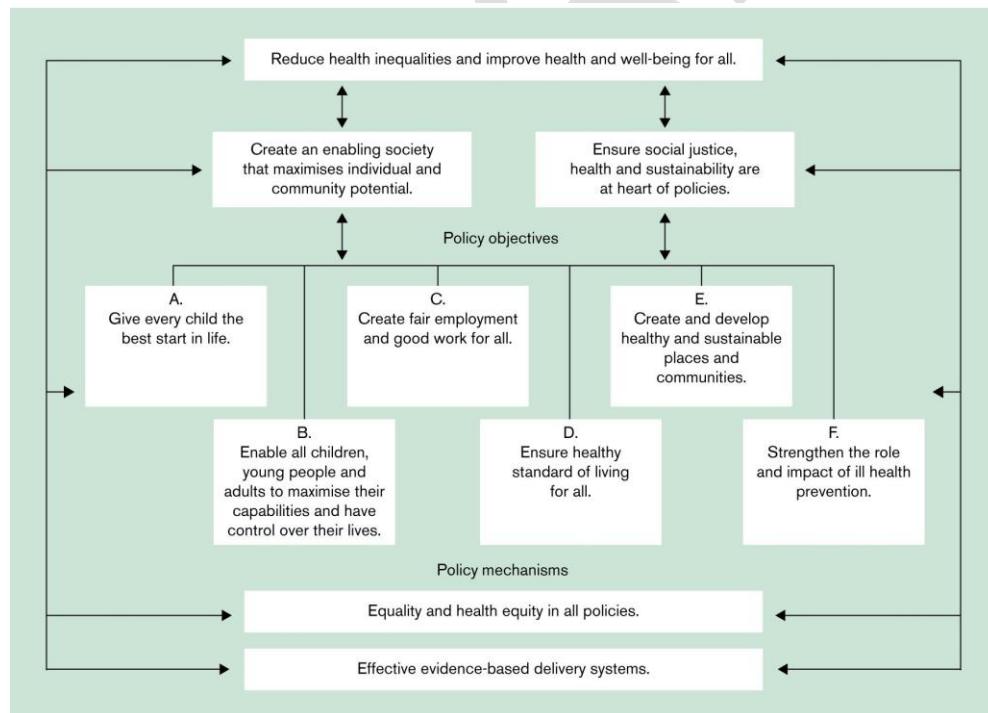 Reduce health inequalities and improve health and well-being for all.
Create an enabling society
that maximises individual and
community potential.
Ensure social justice,
health and sustainability are
at heart of policies.
Policy objectives
A.
Give every child the
best start in life.
B.
Enable all children,
young people and
adults to maximise their
capabilities and have
control over their lives.
C.
Create fair employment
and good work for all.
D.
Ensure healthy
standard of living
for all.
E.
Create and develop
healthy and sustainable
places and
communities.
F.
Strengthen the role
and impact of ill health
prevention.
Policy mechanisms
Equality and health equity in all policies.
Effective evidence-based delivery systems.